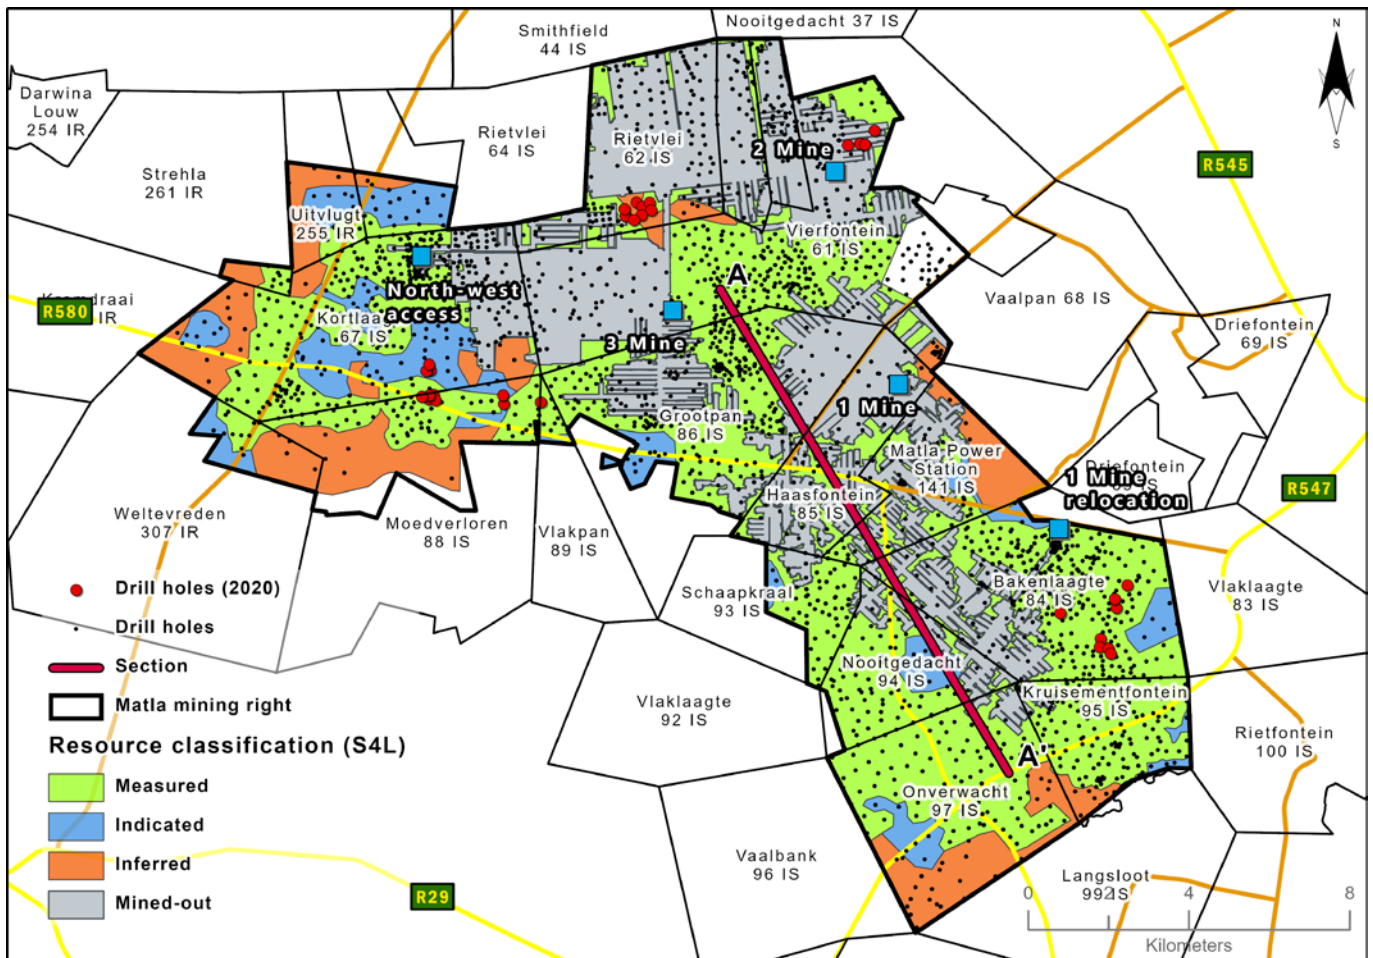 Nooitgedacht 37 IS
Smithfield
44 IS
N
S
Darwina
Louw
254 IR
Rietvlei
64 IS
Rietvlei
62 IS
2 Mine
R545
Strehla
261 IR
Uitvlugt
255 IR
Vierfontein
61 IS
A
North-west
access
Vaalpan 68 IS
R580
draai
IR
67 IS
3 Mine
Driefontein
69 IS
1 Mine
Grootpan
86 IS
Matla Power
Station
141 IS
Driefontein
1 Mine
relocation
R547
Haasfontein
85 IS
Weltevreden
307 IR
Moedverloren
88 IS
Vlakpan
89 IS
Schaapkraal
93 IS
Bakenlaagte
84 IS
Vlaklaagte
83 IS
Drill holes (2020)
Drill holes
Section
Matla mining right
Resource classification (S4L)
Measured
Indicated
Inferred
Mined-out
Nooitgedacht
94 IS
Kruisementfontein
95 IS
Vlaklaagte
92 IS
Rietfontein
100 IS
A'
Onverwacht
97 IS
Vaalbank
96 IS
R29
Langsloot
99 IS
0 2 4 8
Kilometers